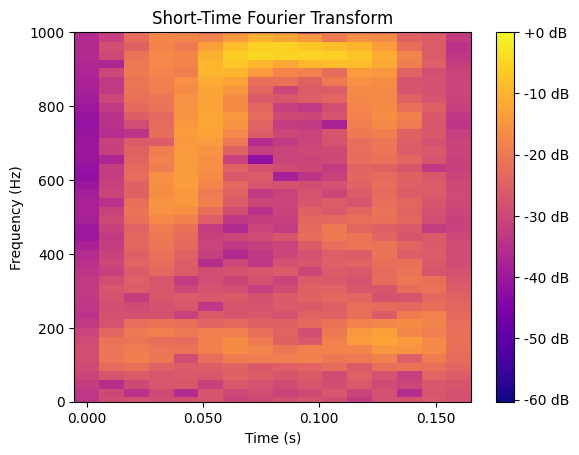 Short-Time Fourier Transform
1000
800
600
400
200
0
Frequency (Hz)
0.000
0.050
0.100
0.150
Time (s)
+0 dB
-10 dB
-20 dB
-30 dB
-40 dB
-50 dB
-60 dB